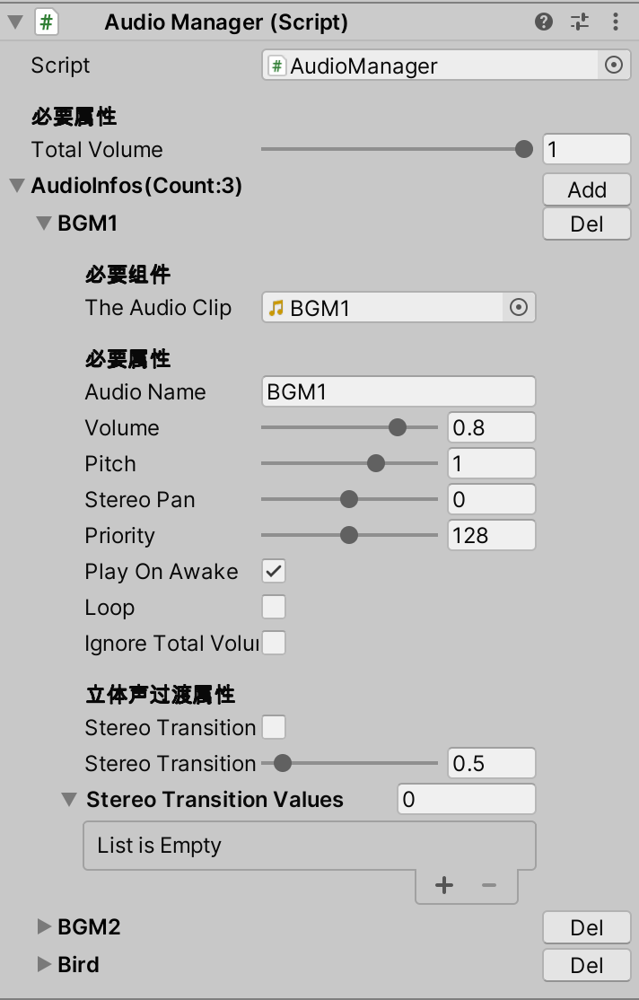 Audio Manager (Script)
Script
# AudioManager
必要属性
Total Volume 1
AudioInfos(Count:3) Add
BGM1 Del
必要组件
The Audio Clip BGM1
必要属性
Audio Name BGM1
Volume 0.8
Pitch 1
Stereo Pan 0
Priority 128
Play On Awake
Loop
Ignore Total Volu
立体声过渡属性
Stereo Transition
Stereo Transition 0.5
Stereo Transition Values 0
List is Empty
BGM2 Del
Bird Del